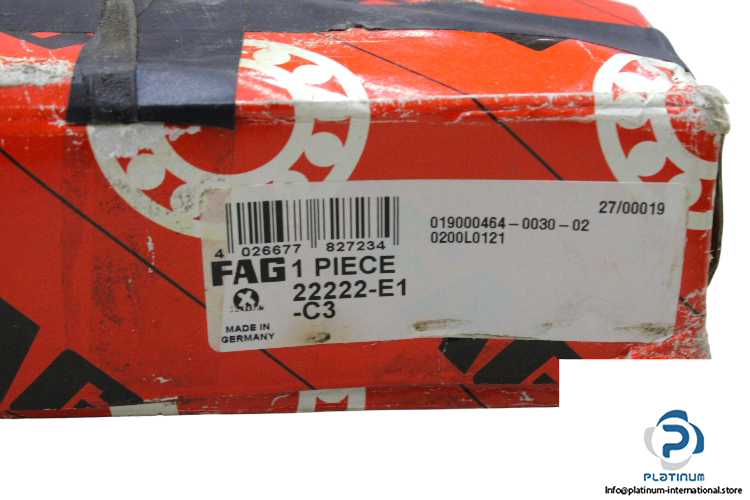 27/00019
019000464-0030-02
0200L0121
4 026677 827234
FAG 1 PIECE
22222-E1
-C3
MADE IN
GERMANY
PLATINUM
Info@platinum-international.store